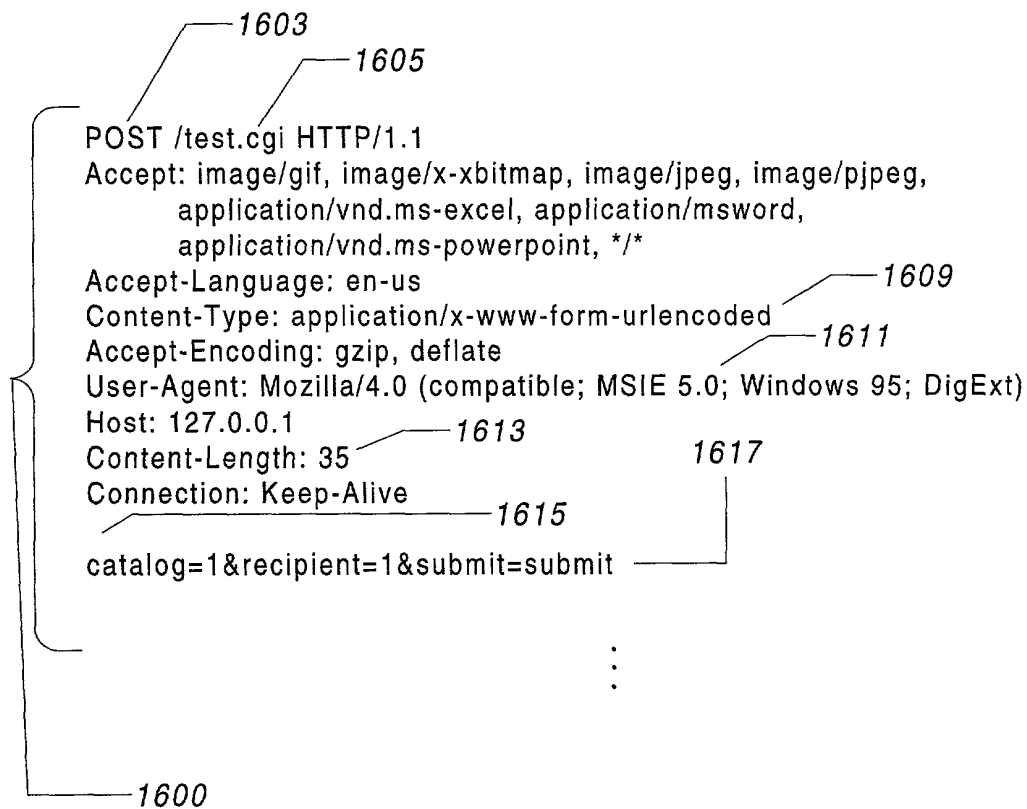 1603
1605
POST /test.cgi HTTP/1.1
Accept: image/gif, image/x-xbitmap, image/jpeg, image/pjpeg,
application/vnd.ms-excel, application/msword,
application/vnd.ms-powerpoint, */*
Accept-Language: en-us
1609
Content-Type: application/x-www-form-urlencoded
Accept-Encoding: gzip, deflate
1611
User-Agent: Mozilla/4.0 (compatible; MSIE 5.0; Windows 95; DigExt)
Host: 127.0.0.1
1613
Content-Length: 35
1617
Connection: Keep-Alive
1615
catalog=1&recipient=1&submit=submit
1600